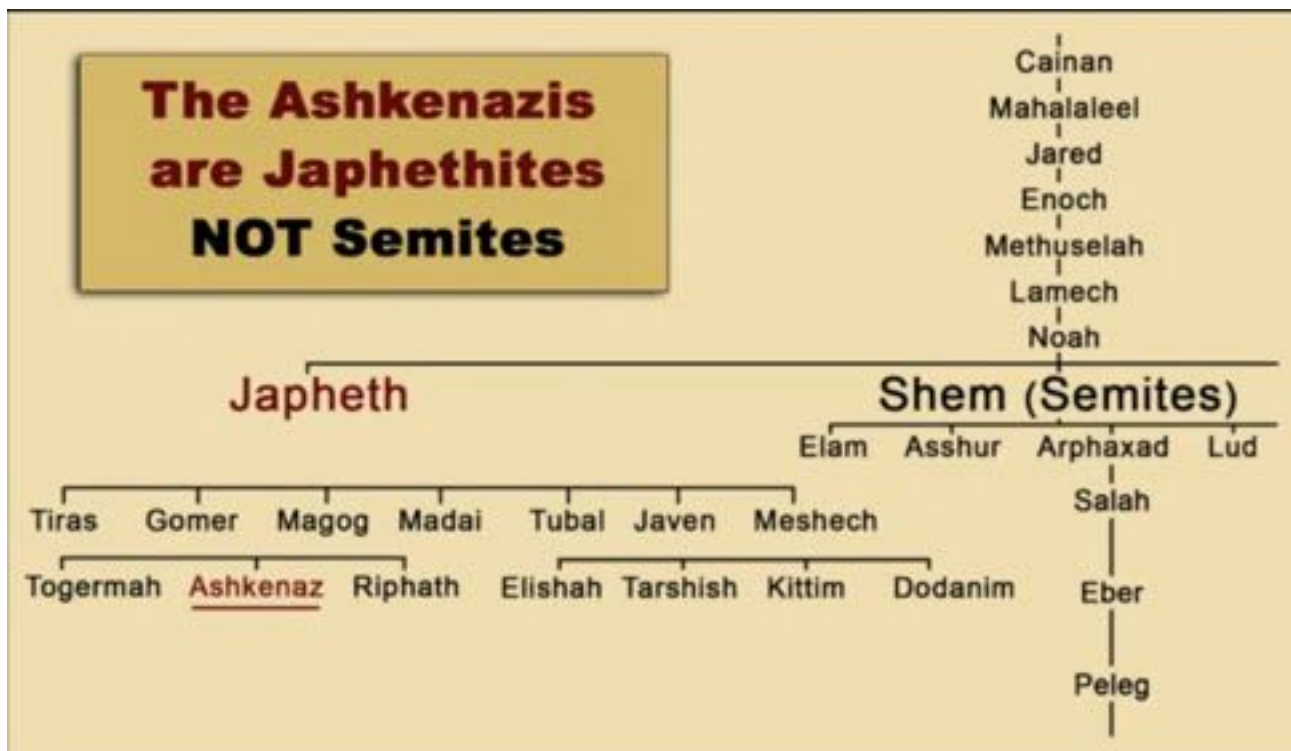 The Ashkenazis
are Japhethites
NOT Semites
Cainan
Mahalaleel
Jared
Enoch
Methuselah
Lamech
Noah
Japheth
Shem (Semites)
Elam Asshur Arphaxad Lud
Tiras Gomer Magog Madai Tubal Javen Meshech
Togermah Ashkenaz Riphath Elishah Tarshish Kittim Dodanim
Salah
Eber
Peleg